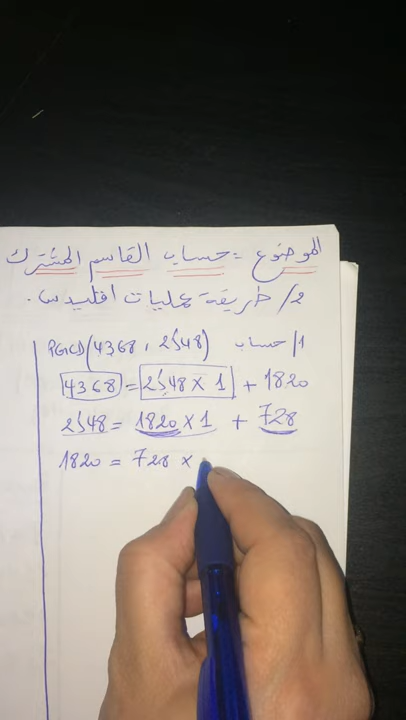 الموضوع = حساب القاسم المشترك
2/ طريقة عمليات اقليدس.
1/ حساب PGCD(4368, 2548)
4368 = 2548 × 1 + 1820
2548 = 1820 × 1 + 728
1820 = 728 ×